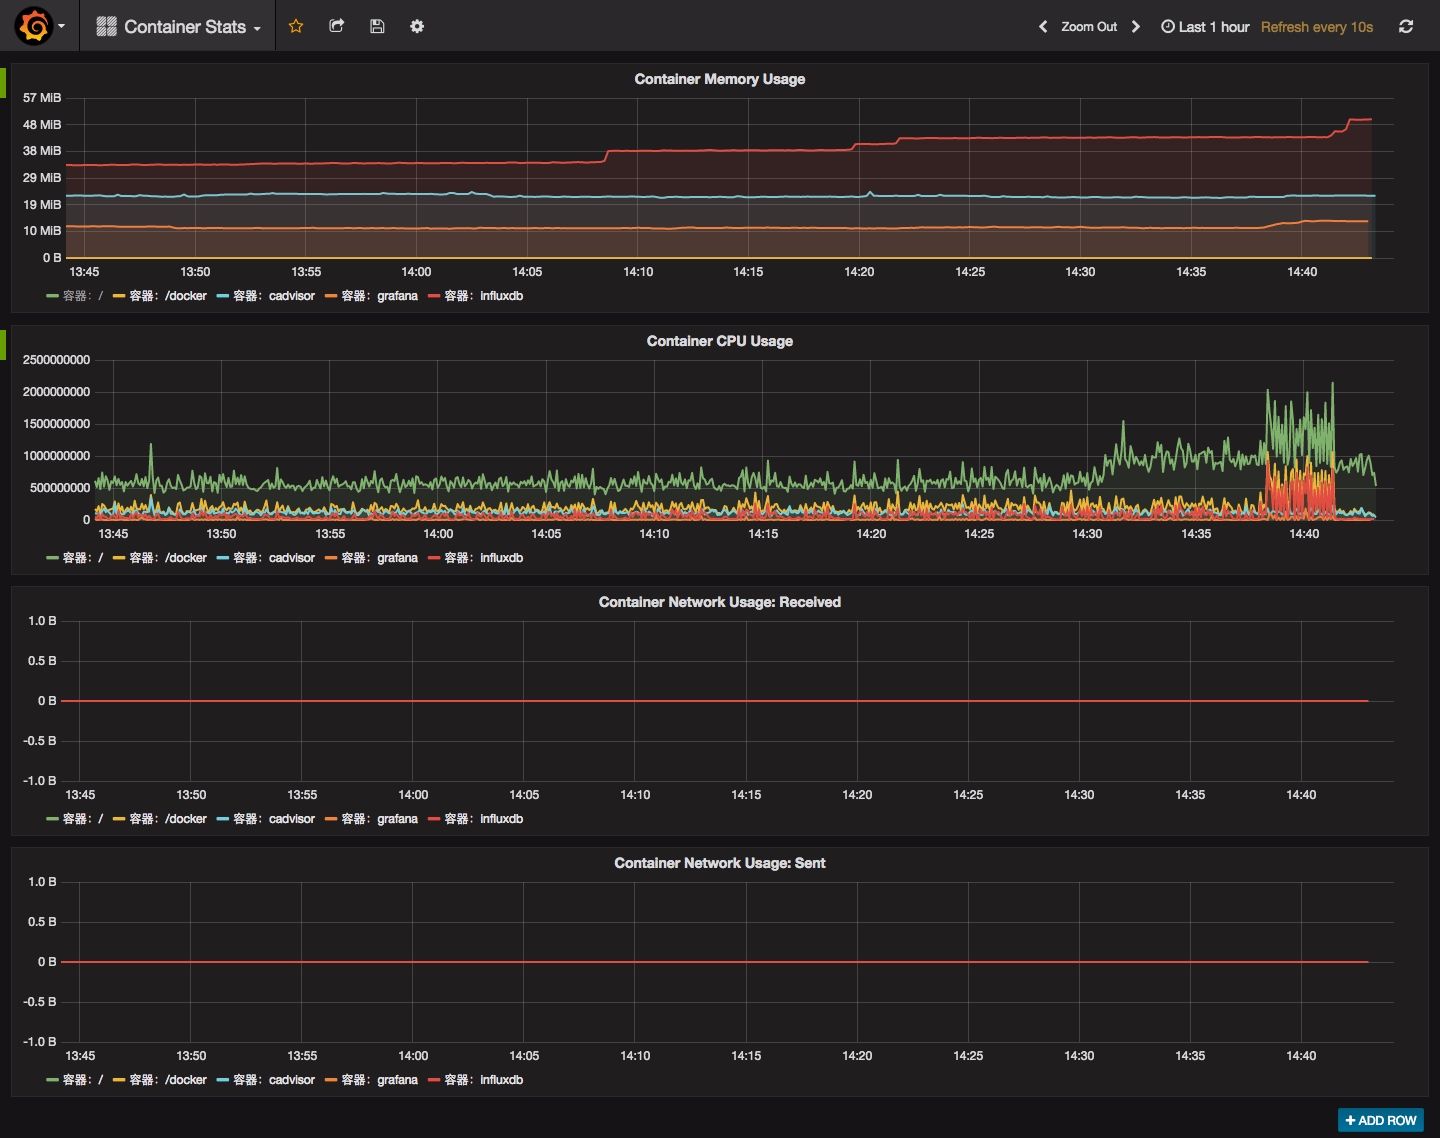 Container Stats Zoom Out Last 1 hour Refresh every 10s
Container Memory Usage
57 MiB
48 MiB
38 MiB
29 MiB
19 MiB
10 MiB
0 B
13:45 13:50 13:55 14:00 14:05 14:10 14:15 14:20 14:25 14:30 14:35 14:40
容器: / 容器: /docker 容器: cadvisor 容器: grafana 容器: influxdb
Container CPU Usage
2500000000
2000000000
1500000000
1000000000
500000000
0
13:45 13:50 13:55 14:00 14:05 14:10 14:15 14:20 14:25 14:30 14:35 14:40
容器: / 容器: /docker 容器: cadvisor 容器: grafana 容器: influxdb
Container Network Usage: Received
1.0 B
0.5 B
0 B
-0.5 B
-1.0 B
13:45 13:50 13:55 14:00 14:05 14:10 14:15 14:20 14:25 14:30 14:35 14:40
容器: / 容器: /docker 容器: cadvisor 容器: grafana 容器: influxdb
Container Network Usage: Sent
1.0 B
0.5 B
0 B
-0.5 B
-1.0 B
13:45 13:50 13:55 14:00 14:05 14:10 14:15 14:20 14:25 14:30 14:35 14:40
容器: / 容器: /docker 容器: cadvisor 容器: grafana 容器: influxdb
+ ADD ROW